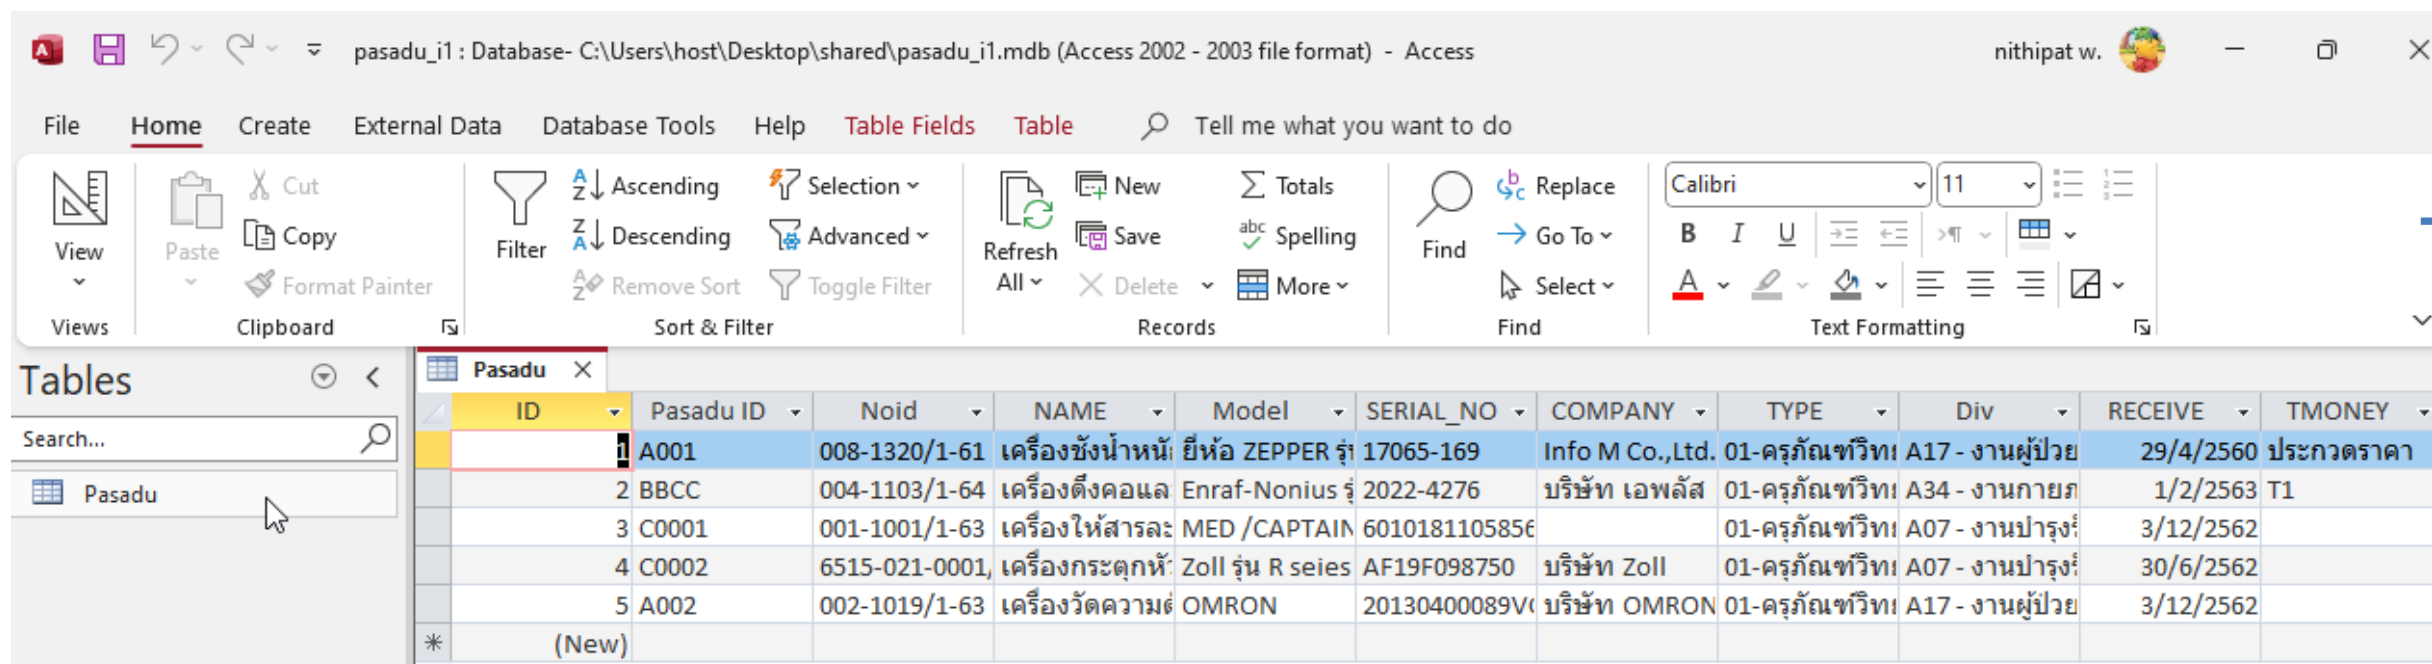 pasadu_i1 : Database- C:\Users\host\Desktop\shared\pasadu_i1.mdb (Access 2002 - 2003 file format) - Access nithipat w.
File Home Create External Data Database Tools Help Table Fields Table Tell me what you want to do
View
Views
Paste
Cut
Copy
Format Painter
Clipboard
Filter
Ascending
Descending
Remove Sort
Selection
Advanced
Toggle Filter
Sort & Filter
Refresh
All
New
Save
Delete
Totals
Spelling
More
Records
Find
Replace
Go To
Select
Find
Calibri 11
B I U
Text Formatting
Tables
Search...
Pasadu
Pasadu
ID Pasadu ID Noid NAME Model SERIAL_NO COMPANY TYPE Div RECEIVE TMONEY
1 A001 008-1320/1-61 เครื่องชั่งน้ำหนั ยี่ห้อ ZEPPER รุ่ 17065-169 Info M Co.,Ltd. 01-ครุภัณฑ์วิทย A17 - งานผู้ป่วย 29/4/2560 ประกวดราคา
2 BBCC 004-1103/1-64 เครื่องดึงคอและ Enraf-Nonius รุ่ 2022-4276 บริษัท เอพลัส 01-ครุภัณฑ์วิทย A34 - งานกายภ 1/2/2563 T1
3 C0001 001-1001/1-63 เครื่องให้สารละ MED /CAPTAIN 6010181105856 01-ครุภัณฑ์วิทย A07 - งานบำรุงรั 3/12/2562
4 C0002 6515-021-0001/ เครื่องกระตุกหั Zoll รุ่น R seies AF19F098750 บริษัท Zoll 01-ครุภัณฑ์วิทย A07 - งานบำรุงรั 30/6/2562
5 A002 002-1019/1-63 เครื่องวัดความดั OMRON 20130400089V บริษัท OMRON 01-ครุภัณฑ์วิทย A17 - งานผู้ป่วย 3/12/2562
(New)